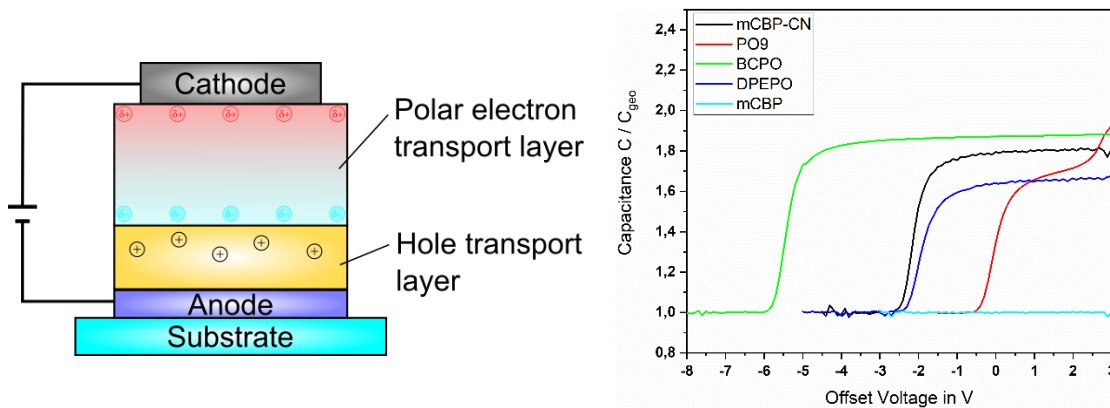 Cathode
δ+ δ+ δ+ δ+ δ+
Polar electron
transport layer
δ− δ− δ− δ− δ−
+ + + + +
Hole transport
layer
Anode
Substrate
mCBP-CN
PO9
BCPO
DPEPO
mCBP
Capacitance C / C_geo
2,4
2,2
2,0
1,8
1,6
1,4
1,2
1,0
0,8
-8 -7 -6 -5 -4 -3 -2 -1 0 1 2 3
Offset Voltage in V